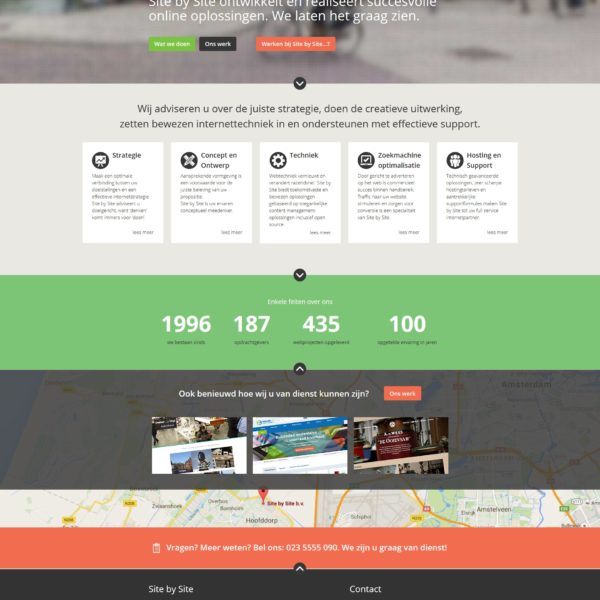 Site by Site ontwikkelt en realiseert succesvolle
online oplossingen. We laten het graag zien.
Wat we doen
Ons werk
Werken bij Site by Site...?
Wij adviseren u over de juiste strategie, doen de creatieve uitwerking,
zetten bewezen internettechniek in en ondersteunen met effectieve support.
Strategie
Maak een optimale
verbinding tussen uw
doelstellingen en een
effectieve internetstrategie.
Site by Site adviseert u
lees meer
Concept en
Ontwerp
Aansprekende vormgeving is
een voorwaarde voor de
juiste beleving van uw
propositie.
Site by Site is uw ervaren
conceptueel meedenker.
lees meer
Techniek
Webtechniek vernieuwt en
verandert razendsnel. Site by
Site biedt toekomstvaste en
bewezen oplossingen
gebaseerd op toegankelijke
content management
oplossingen inclusief open
source.
lees meer
Zoekmachine
optimalisatie
Door gericht te adverteren
op het web is commercieel
succes binnen handbereik.
Traffic naar uw website
stimuleren en zorgen voor
conversie is een specialiteit
van Site by Site.
lees meer
Hosting en
Support
Technisch geavanceerde
oplossingen, zeer scherpe
hostingtarieven en
aantrekkelijke
supportformules maken Site
by Site tot uw full service
internetpartner.
lees meer
Enkele feiten over ons
1996
we bestaan sinds
187
opdrachtgevers
435
webprojecten opgeleverd
100
opgetelde ervaring in jaren
Ook benieuwd hoe wij u van dienst kunnen zijn?
Ons werk
Amsterdam
Site by Site b.v.
Zwaanshoek
Hoofddorp
Schiphol
Amstelveen
Vragen? Meer weten? Bel ons: 023 5555 090. We zijn u graag van dienst!
Site by Site
Contact